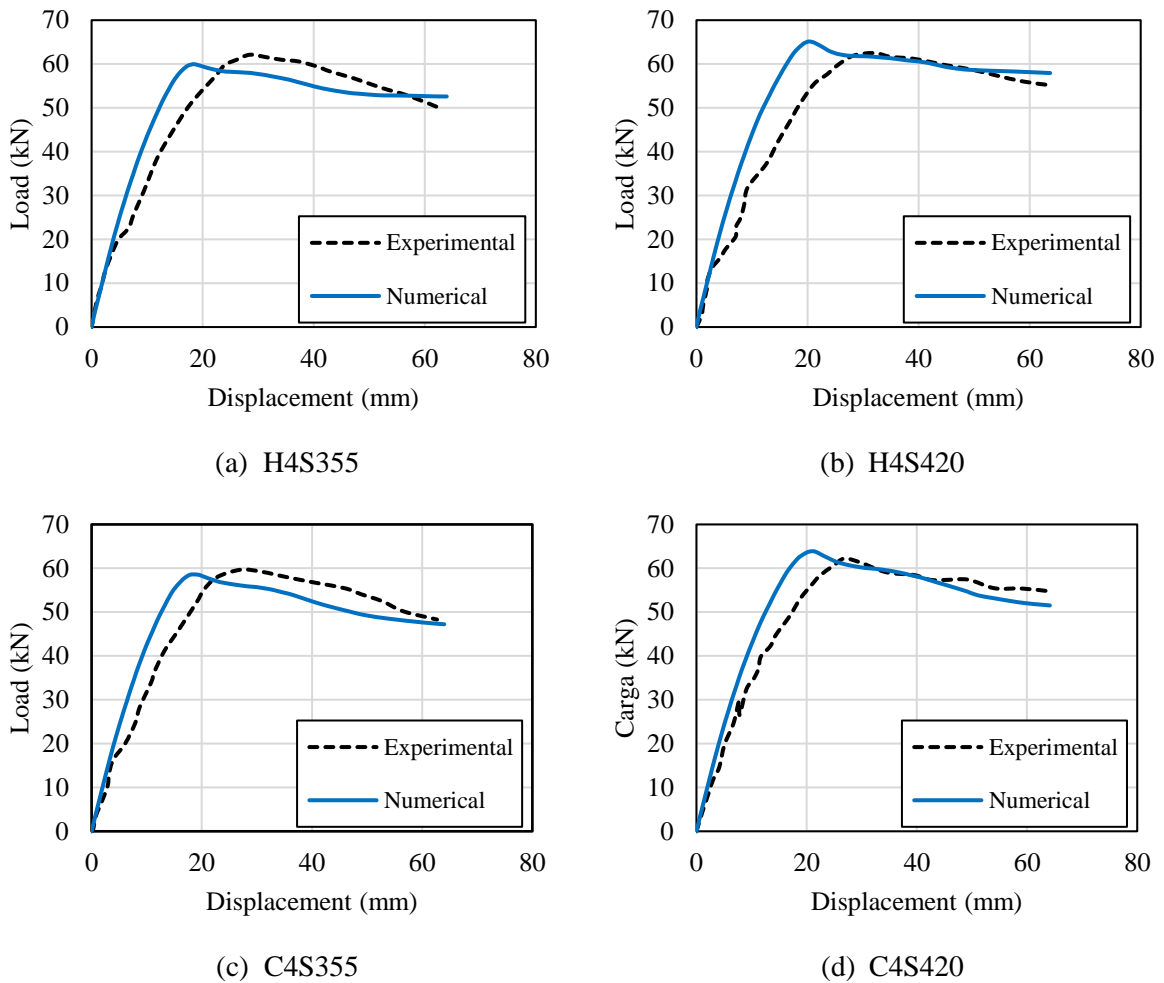 70
60
50
40
30
20
10
0
Load (kN)
Experimental
Numerical
0 20 40 60 80
Displacement (mm)
(a) H4S355
70
60
50
40
30
20
10
0
Load (kN)
Experimental
Numerical
0 20 40 60 80
Displacement (mm)
(b) H4S420
70
60
50
40
30
20
10
0
Load (kN)
Experimental
Numerical
0 20 40 60 80
Displacement (mm)
(c) C4S355
70
60
50
40
30
20
10
0
Carga (kN)
Experimental
Numerical
0 20 40 60 80
Displacement (mm)
(d) C4S420